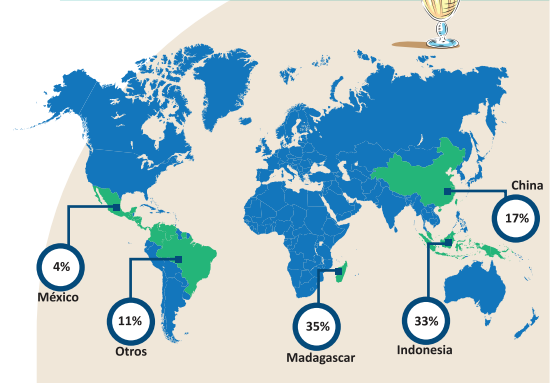 China
17%
4%
México
11%
Otros
35%
Madagascar
33%
Indonesia